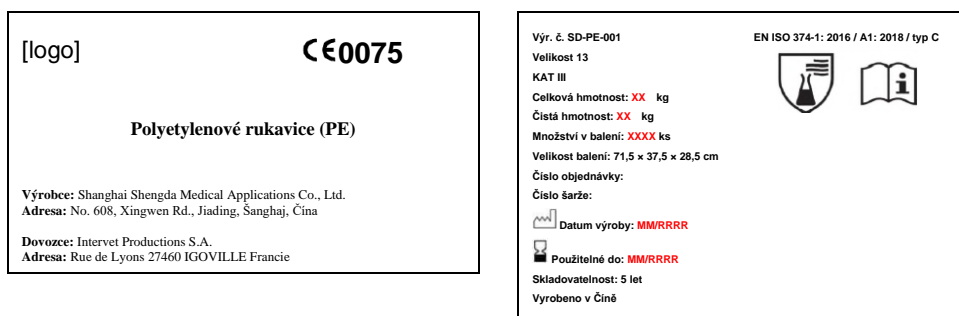 [logo]
CE0075
Polyetylenové rukavice (PE)
Výrobce: Shanghai Shengda Medical Applications Co., Ltd.
Adresa: No. 608, Xingwen Rd., Jiading, Šanghaj, Čína
Dovozce: Intervet Productions S.A.
Adresa: Rue de Lyons 27460 IGOVILLE Francie
Výr. č. SD-PE-001
EN ISO 374-1: 2016 / A1: 2018 / typ C
Velikost 13
KAT III
Celková hmotnost: XX kg
Čistá hmotnost: XX kg
Množství v balení: XXXX ks
Velikost balení: 71,5 × 37,5 × 28,5 cm
Číslo objednávky:
Číslo šarže:
Datum výroby: MM/RRRR
Použitelné do: MM/RRRR
Skladovatelnost: 5 let
Vyrobeno v Číně